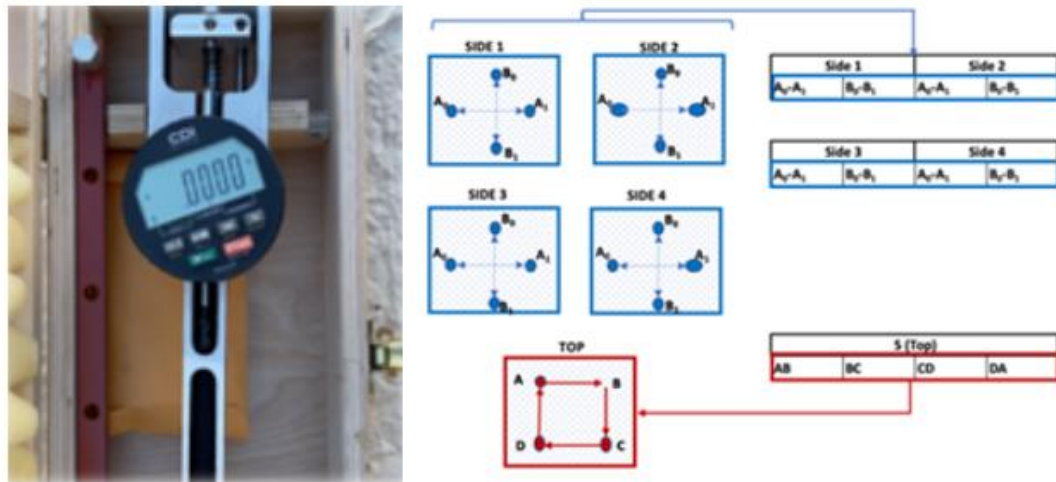 CDI
0.000
SIDE 1
B₀
A₀ A₁
B₁
SIDE 2
B₀
A₀ A₁
B₁
SIDE 3
B₀
A₀ A₁
B₁
SIDE 4
B₀
A₀ A₁
B₁
TOP
A B
D C
Side 1 Side 2
A₀-A₁ B₀-B₁ A₀-A₁ B₀-B₁
Side 3 Side 4
A₀-A₁ B₀-B₁ A₀-A₁ B₀-B₁
S (Top)
AB BC CD DA